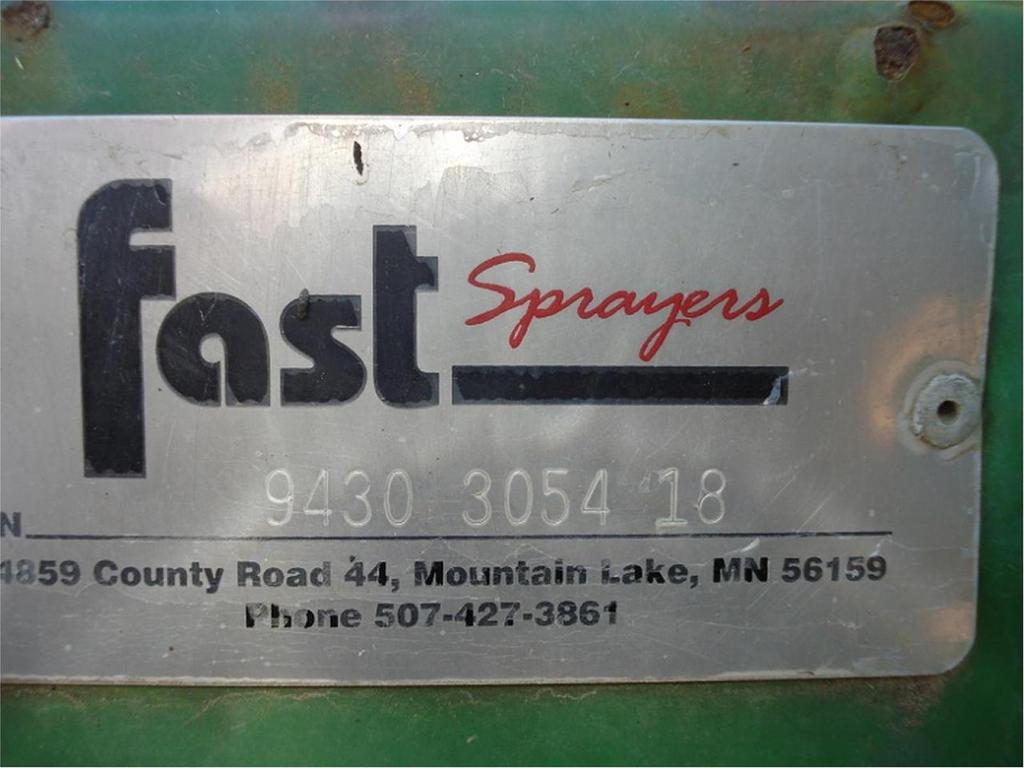 fast Sprayers
9430 3054 18
N
4859 County Road 44, Mountain Lake, MN 56159
Phone 507-427-3861